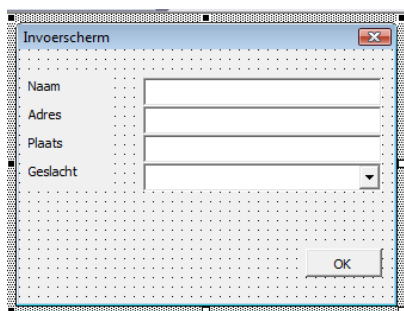 Invoerscherm
Naam
Adres
Plaats
Geslacht
OK